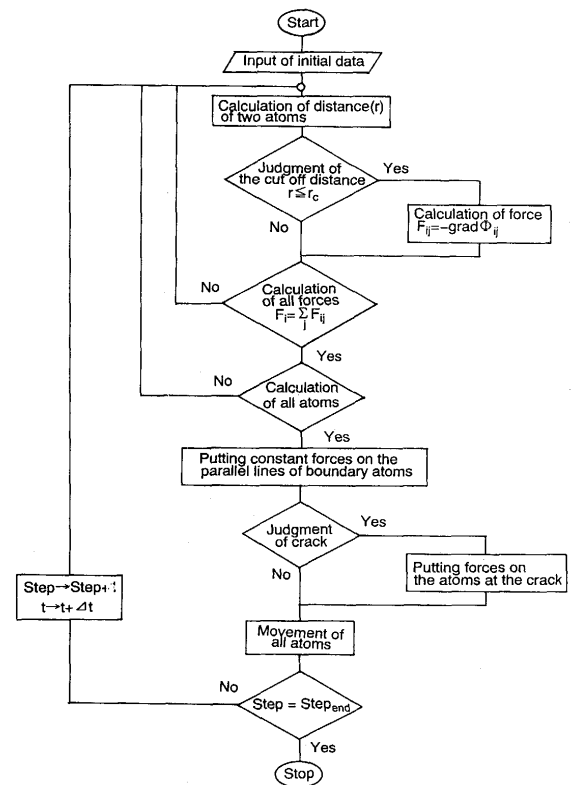 Start
Input of initial data
Calculation of distance(r)
of two atoms
Judgment of
the cut off distance
r≦rc
Yes
No
Calculation of force
Fij=-gradΦij
Calculation
of all forces
Fi=ΣFij
j
No
Yes
Calculation
of all atoms
No
Yes
Putting constant forces on the
parallel lines of boundary atoms
Judgment
of crack
Yes
No
Putting forces on
the atoms at the crack
Step→Step+
t→t+Δt
Movement of
all atoms
Step = Stepend
No
Yes
Stop